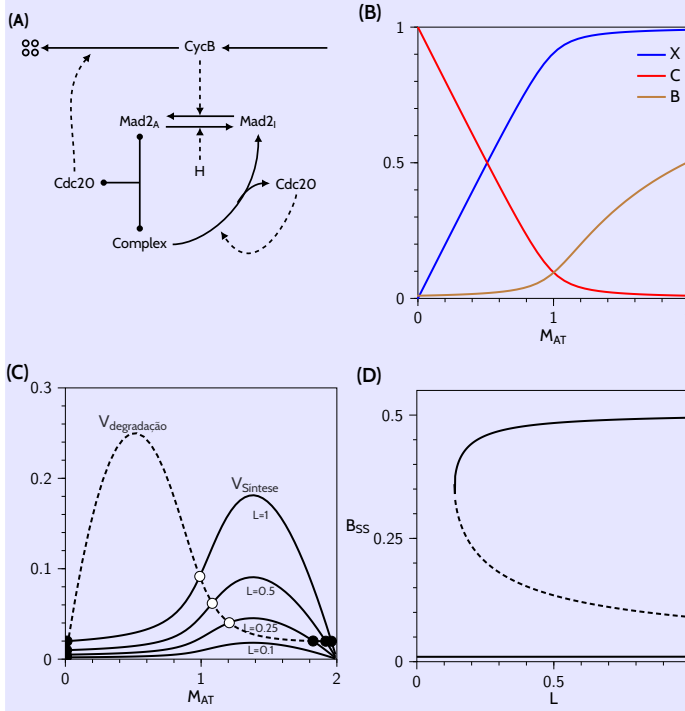 (A)
CycB
Mad2A
Mad2I
H
Cdc20
Cdc20
Complex
(B)
1
X
C
B
0.5
0
0
1
MAT
(C)
0.3
Vdegradação
VSíntese
L=1
0.2
0.1
L=0.5
L=0.25
L=0.1
0
0
1
2
MAT
(D)
0.5
BSS
0.25
0
0
0.5
L